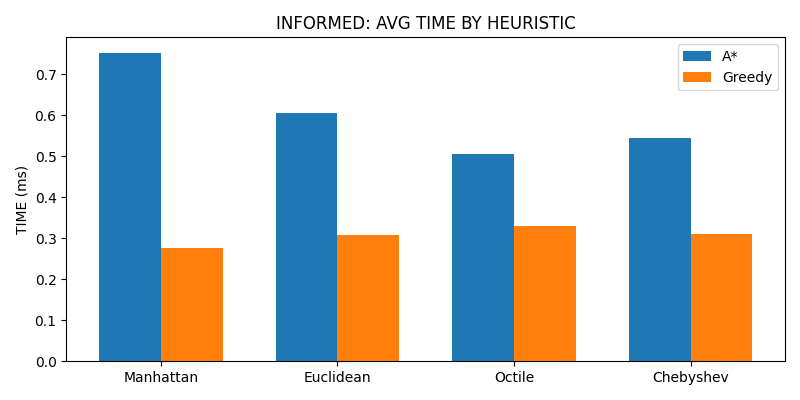 INFORMED: AVG TIME BY HEURISTIC
A*
Greedy
TIME (ms)
0.7
0.6
0.5
0.4
0.3
0.2
0.1
0.0
Manhattan
Euclidean
Octile
Chebyshev